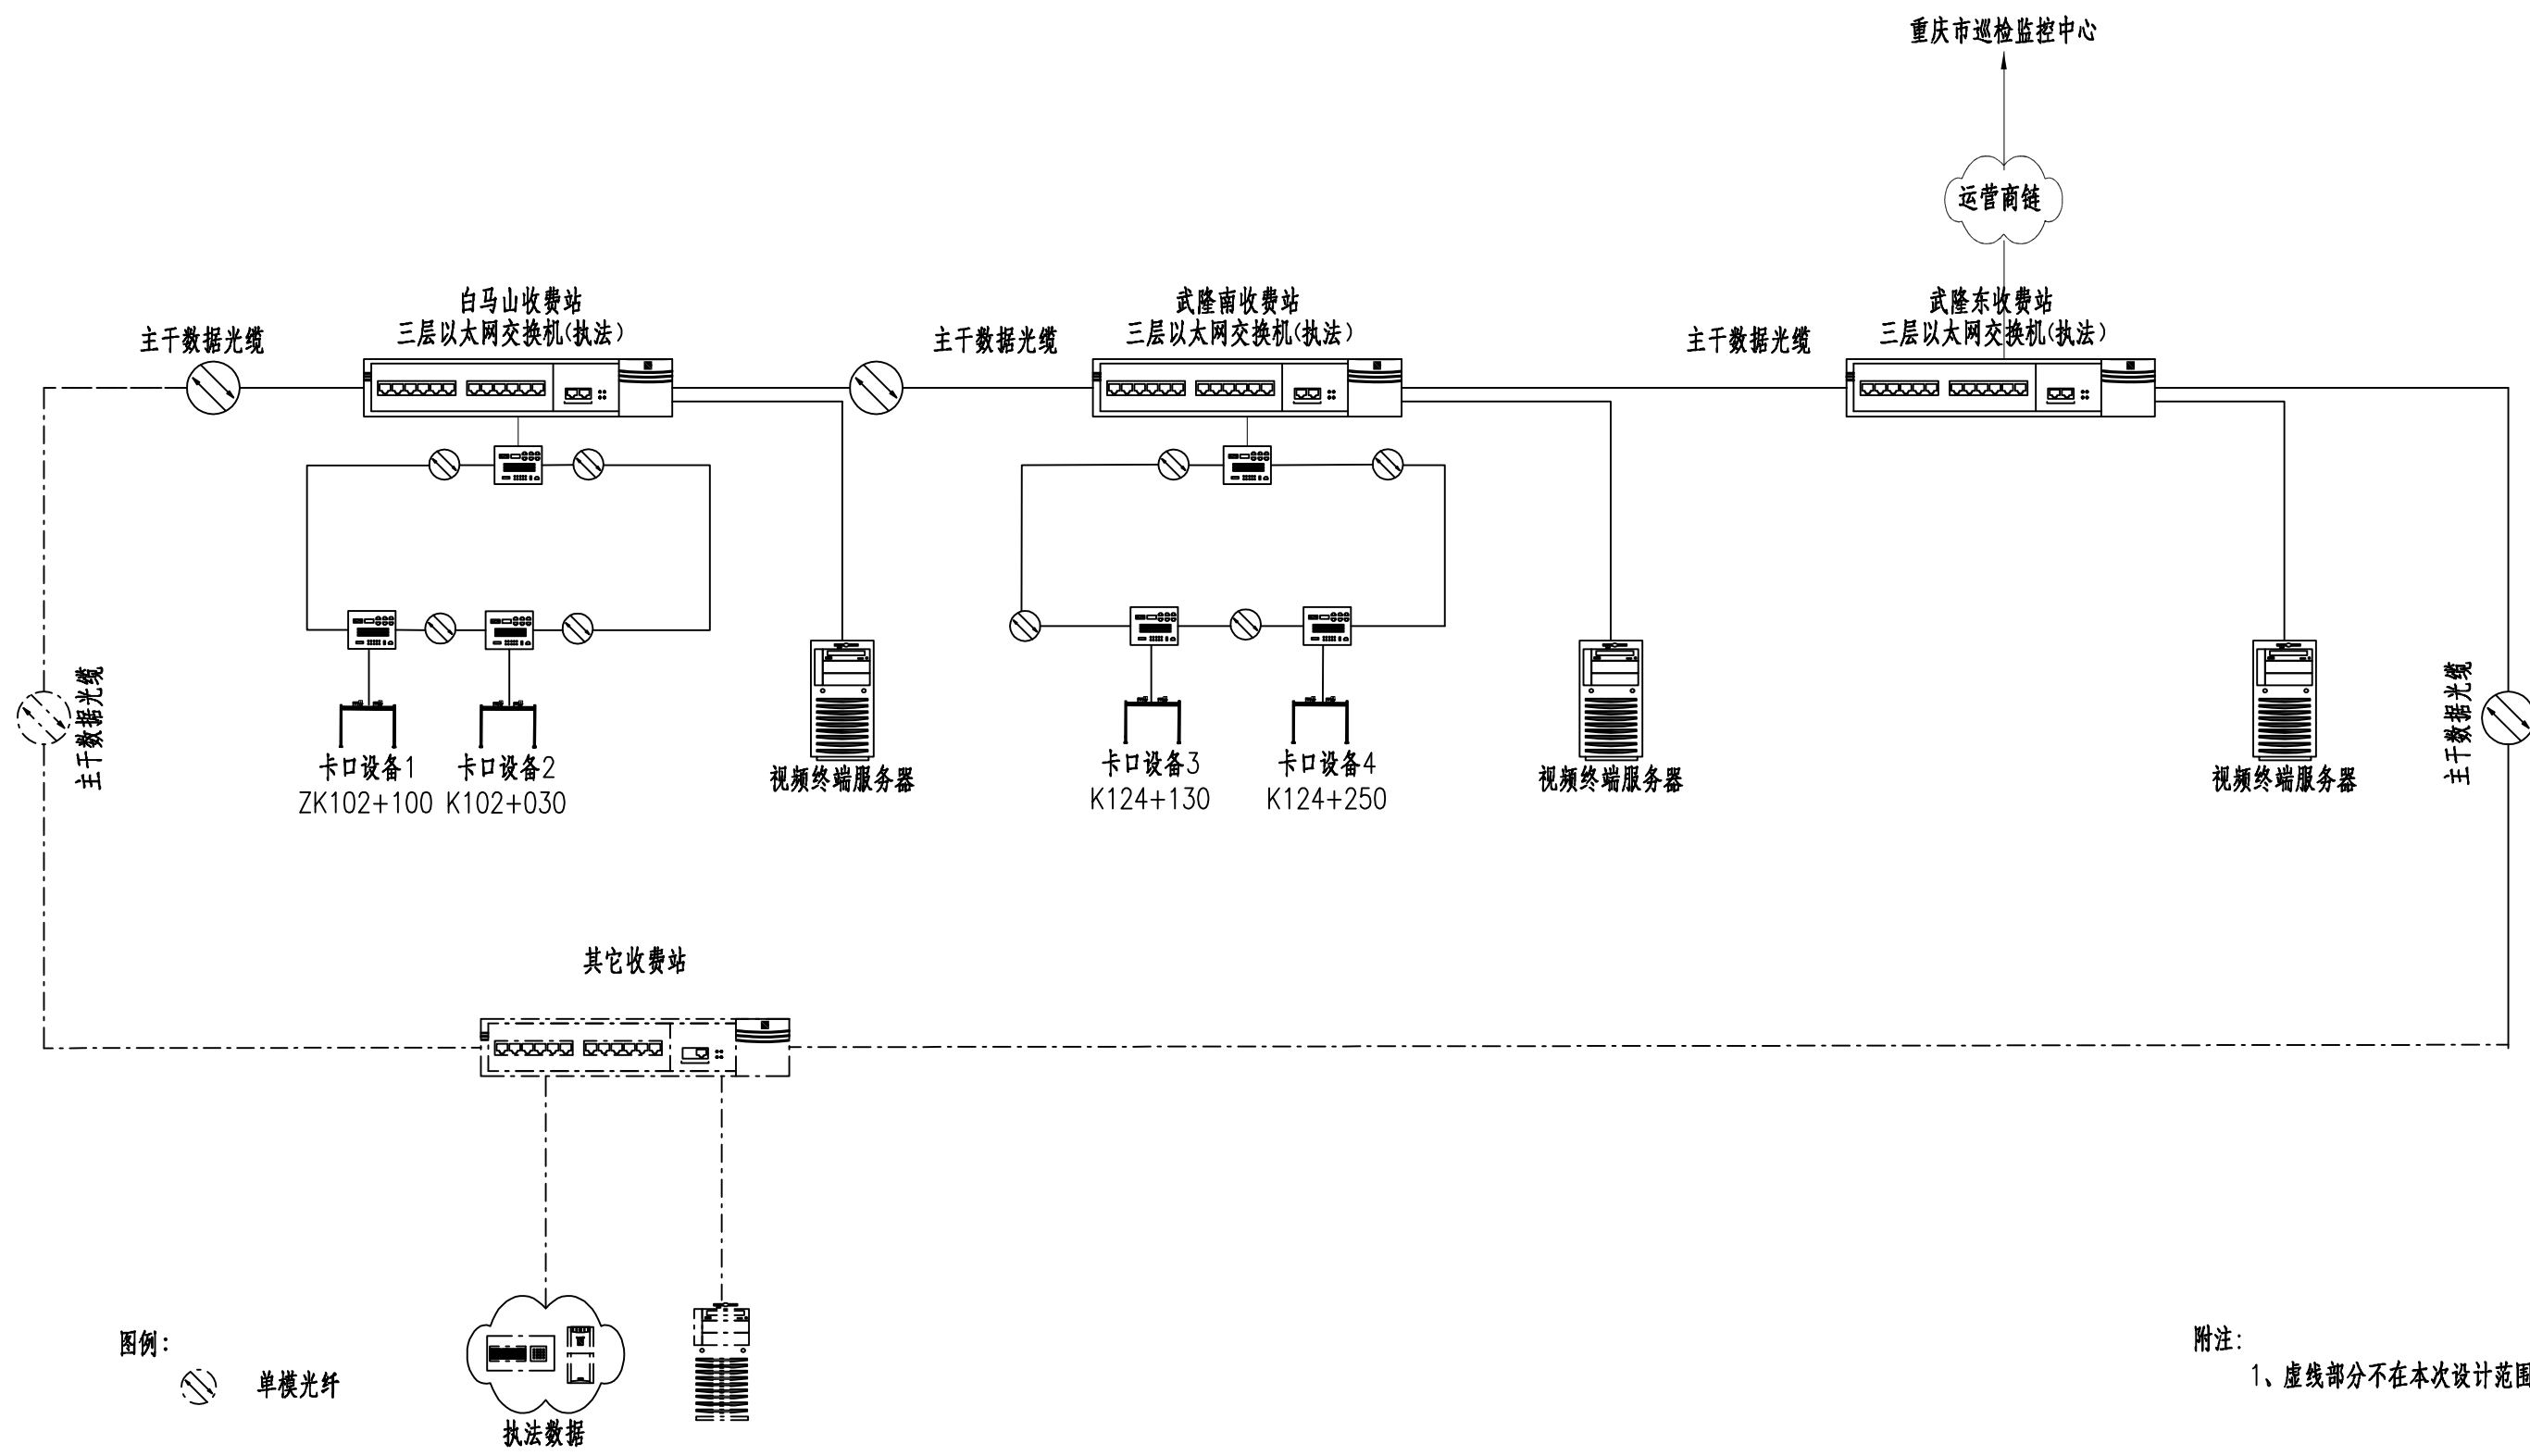 重庆市巡检监控中心
运营商链
白马山收费站
三层以太网交换机(执法)
武隆南收费站
三层以太网交换机(执法)
武隆东收费站
三层以太网交换机(执法)
主干数据光缆
主干数据光缆
主干数据光缆
主干数据光缆
主干数据光缆
卡口设备1
ZK102+100
卡口设备2
K102+030
视频终端服务器
卡口设备3
K124+130
卡口设备4
K124+250
视频终端服务器
视频终端服务器
其它收费站
执法数据
图例：
单模光纤
附注：
1、虚线部分不在本次设计范围